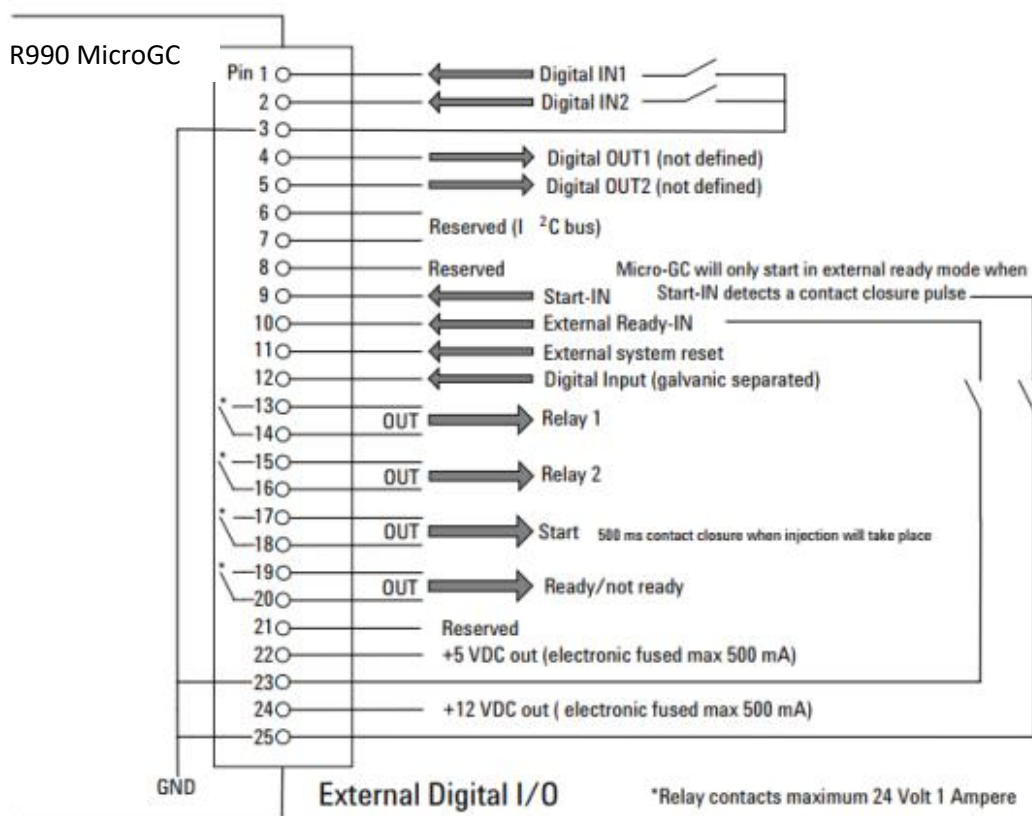 R990 MicroGC
Pin 1 Digital IN1
2 Digital IN2
3
4 Digital OUT1 (not defined)
5 Digital OUT2 (not defined)
6
Reserved (I 2C bus)
7
8 Reserved Micro-GC will only start in external ready mode when
9 Start-IN Start-IN detects a contact closure pulse
10 External Ready-IN
11 External system reset
12 Digital Input (galvanic separated)
* 13
OUT Relay 1
14
* 15
OUT Relay 2
16
* 17
OUT Start 500 ms contact closure when injection will take place
18
* 19
OUT Ready/not ready
20
21 Reserved
22 +5 VDC out (electronic fused max 500 mA)
23
24 +12 VDC out ( electronic fused max 500 mA)
25
GND
External Digital I/O *Relay contacts maximum 24 Volt 1 Ampere